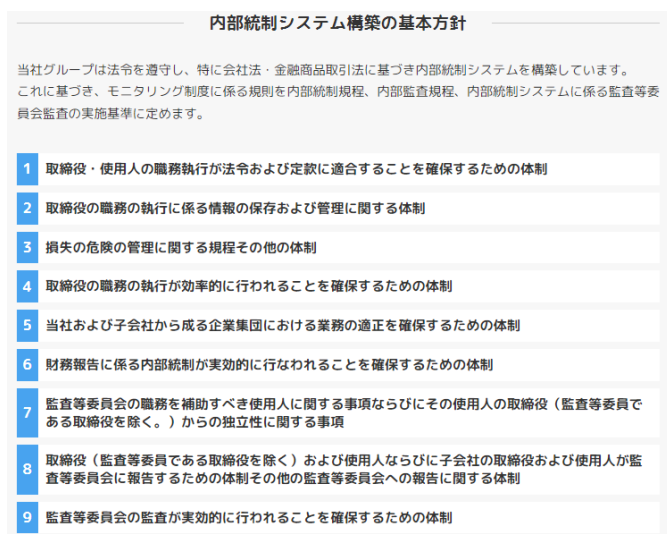 内部統制システム構築の基本方針
当社グループは法令を遵守し、特に会社法・金融商品取引法に基づき内部統制システムを構築しています。
これに基づき、モニタリング制度に係る規則を内部統制規程、内部監査規程、内部統制システムに係る監査等委
員会監査の実施基準に定めます。
1 取締役・使用人の職務執行が法令および定款に適合することを確保するための体制
2 取締役の職務の執行に係る情報の保存および管理に関する体制
3 損失の危険の管理に関する規程その他の体制
4 取締役の職務の執行が効率的に行われることを確保するための体制
5 当社および子会社から成る企業集団における業務の適正を確保するための体制
6 財務報告に係る内部統制が実効的に行なわれることを確保するための体制
7 監査等委員会の職務を補助すべき使用人に関する事項ならびにその使用人の取締役（監査等委員で
ある取締役を除く。）からの独立性に関する事項
8 取締役（監査等委員である取締役を除く）および使用人ならびに子会社の取締役および使用人が監
査等委員会に報告するための体制その他の監査等委員会への報告に関する体制
9 監査等委員会の監査が実効的に行われることを確保するための体制